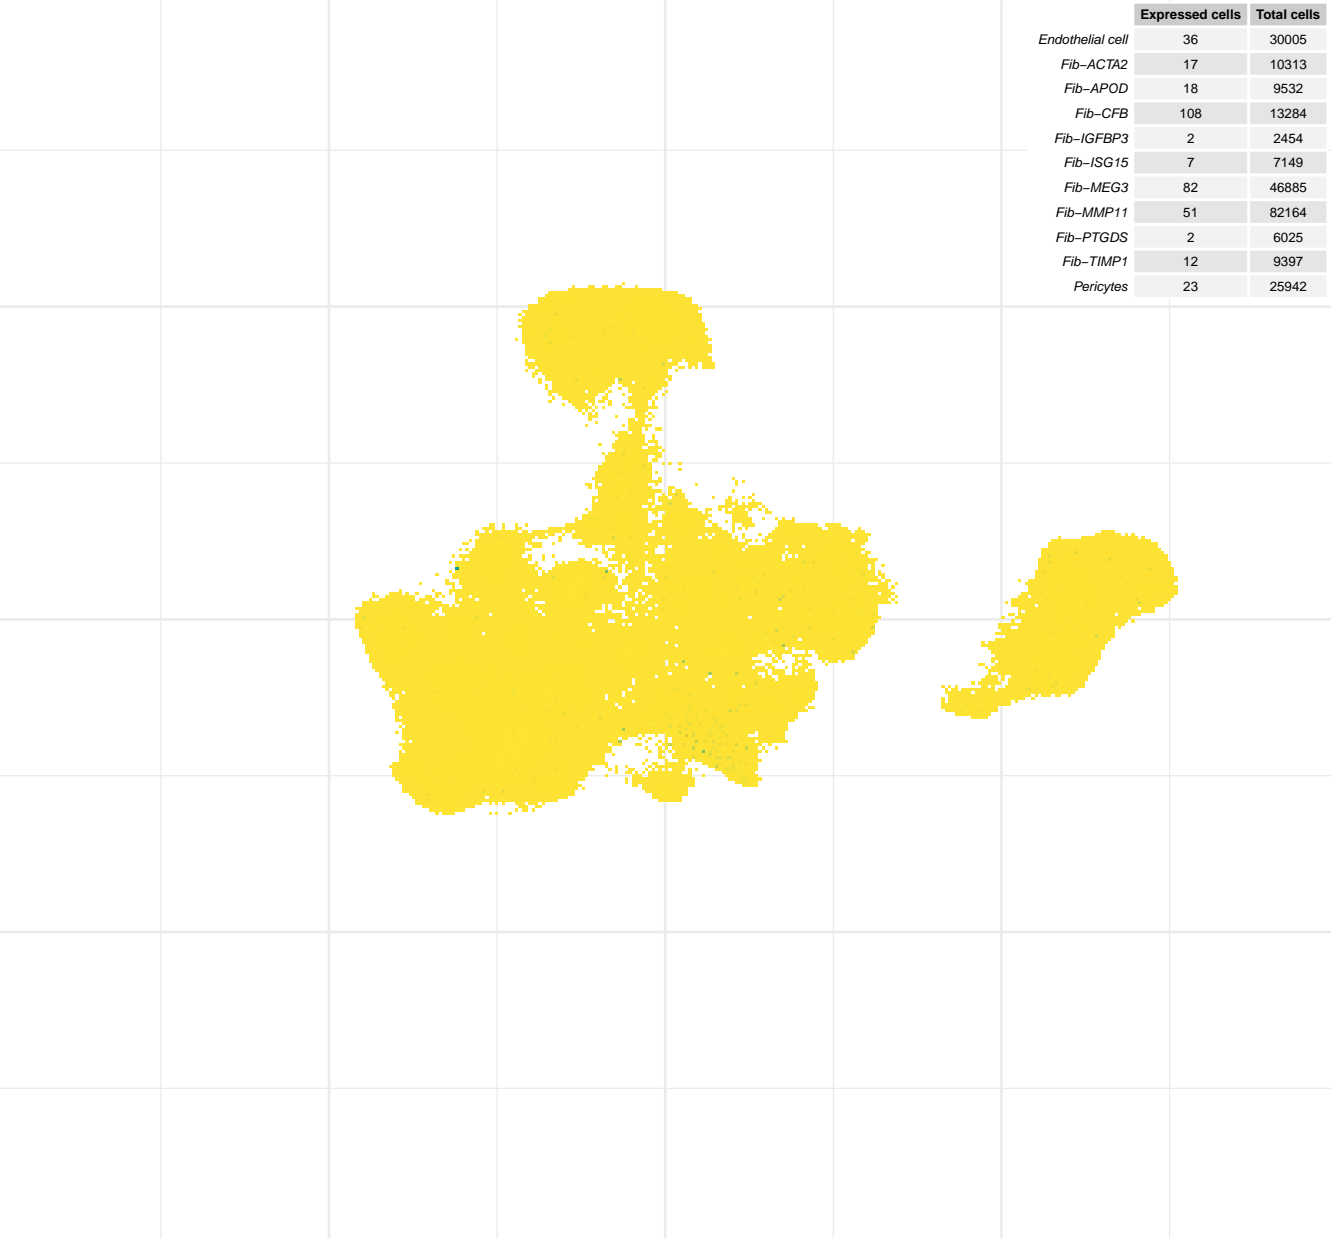 Expressed cells Total cells
Endothelial cell 36 30005
Fib−ACTA2 17 10313
Fib−APOD 18 9532
Fib−CFB 108 13284
Fib−IGFBP3 2 2454
Fib−ISG15 7 7149
Fib−MEG3 82 46885
Fib−MMP11 51 82164
Fib−PTGDS 2 6025
Fib−TIMP1 12 9397
Pericytes 23 25942